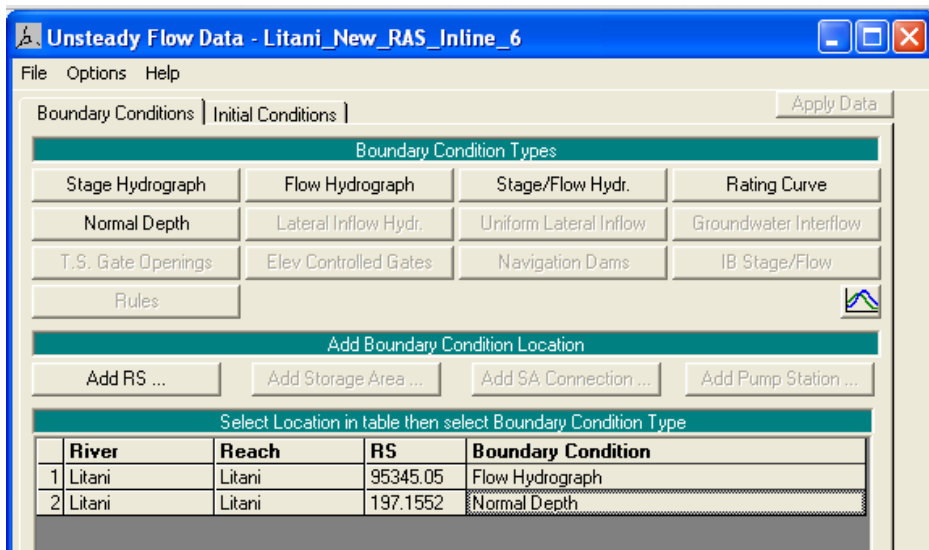 Unsteady Flow Data - Litani_New_RAS_Inline_6
File Options Help
Boundary Conditions Initial Conditions Apply Data
Boundary Condition Types
Stage Hydrograph Flow Hydrograph Stage/Flow Hydr. Rating Curve
Normal Depth Lateral Inflow Hydr. Uniform Lateral Inflow Groundwater Interflow
T.S. Gate Openings Elev Controlled Gates Navigation Dams IB Stage/Flow
Rules
Add Boundary Condition Location
Add RS ... Add Storage Area ... Add SA Connection ... Add Pump Station ...
Select Location in table then select Boundary Condition Type
River Reach RS Boundary Condition
1 Litani Litani 95345.05 Flow Hydrograph
2 Litani Litani 197.1552 Normal Depth